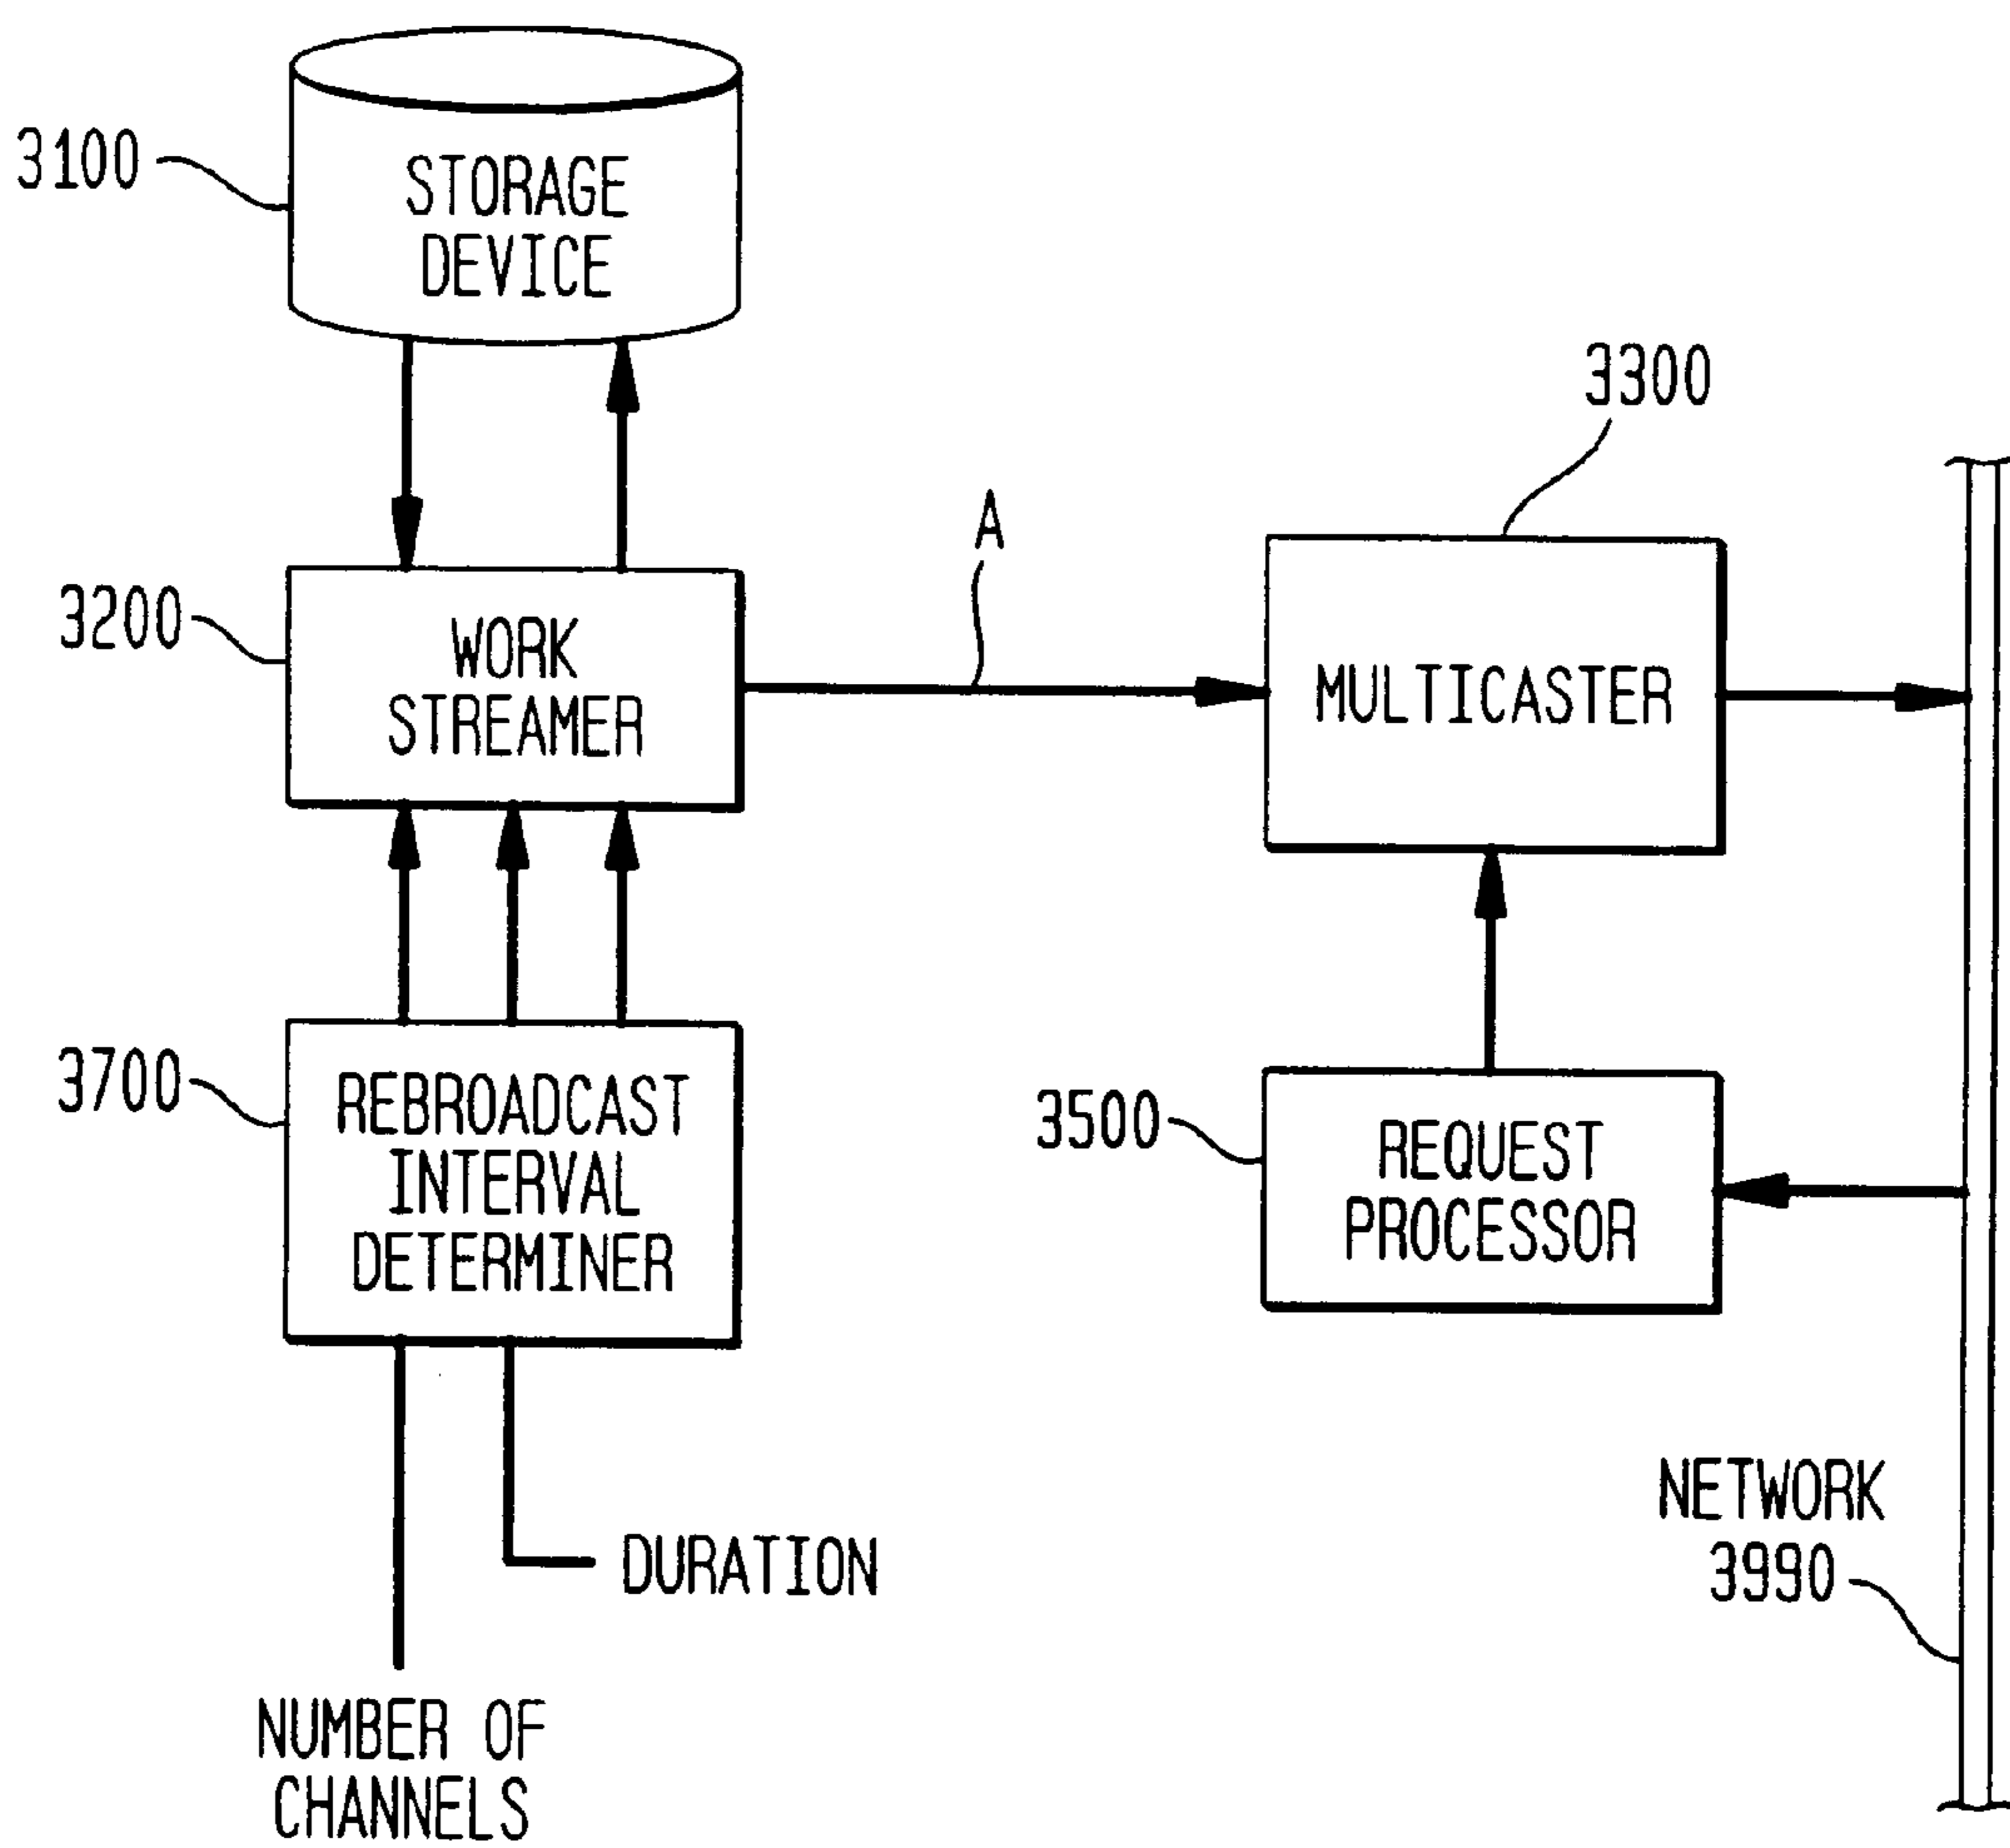 3100
STORAGE
DEVICE
3300
A
3200
WORK
STREAMER
MULTICASTER
3700
REBROADCAST
INTERVAL
DETERMINER
3500
REQUEST
PROCESSOR
NETWORK
3990
DURATION
NUMBER OF
CHANNELS